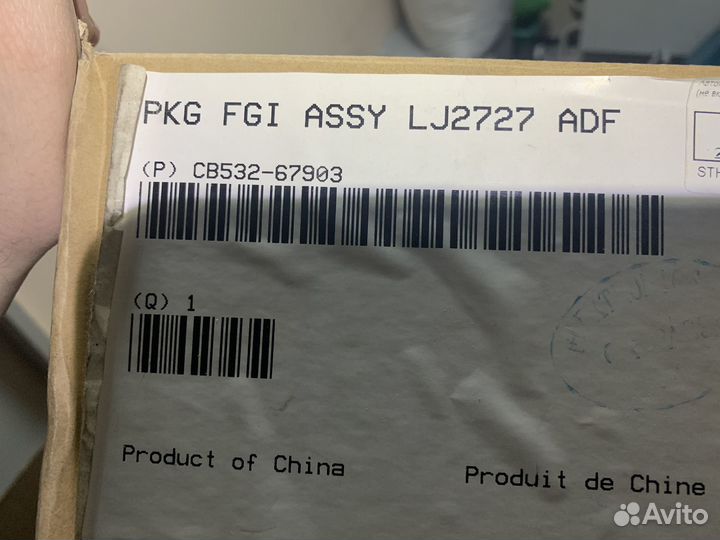 PKG FGI ASSY LJ2727 ADF
(P) CB532-67903
(Q) 1
Product of China
Produit de Chine
Avito